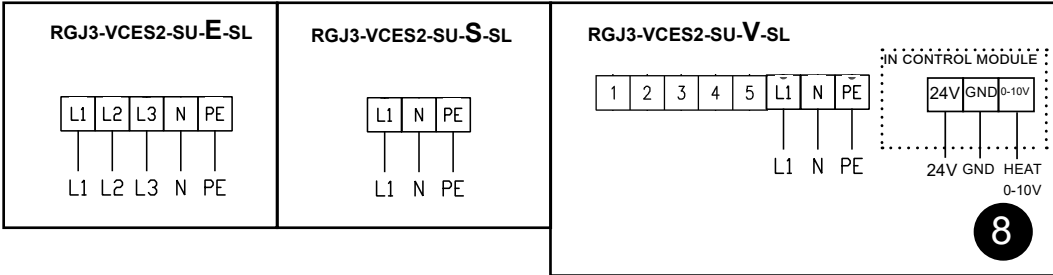 RGJ3-VCES2-SU-E-SL
L1 L2 L3 N PE
L1 L2 L3 N PE
RGJ3-VCES2-SU-S-SL
L1 N PE
L1 N PE
RGJ3-VCES2-SU-V-SL
1 2 3 4 5 L1 N PE
L1 N PE
IN CONTROL MODULE
24V GND 0-10V
24V GND HEAT
0-10V
8